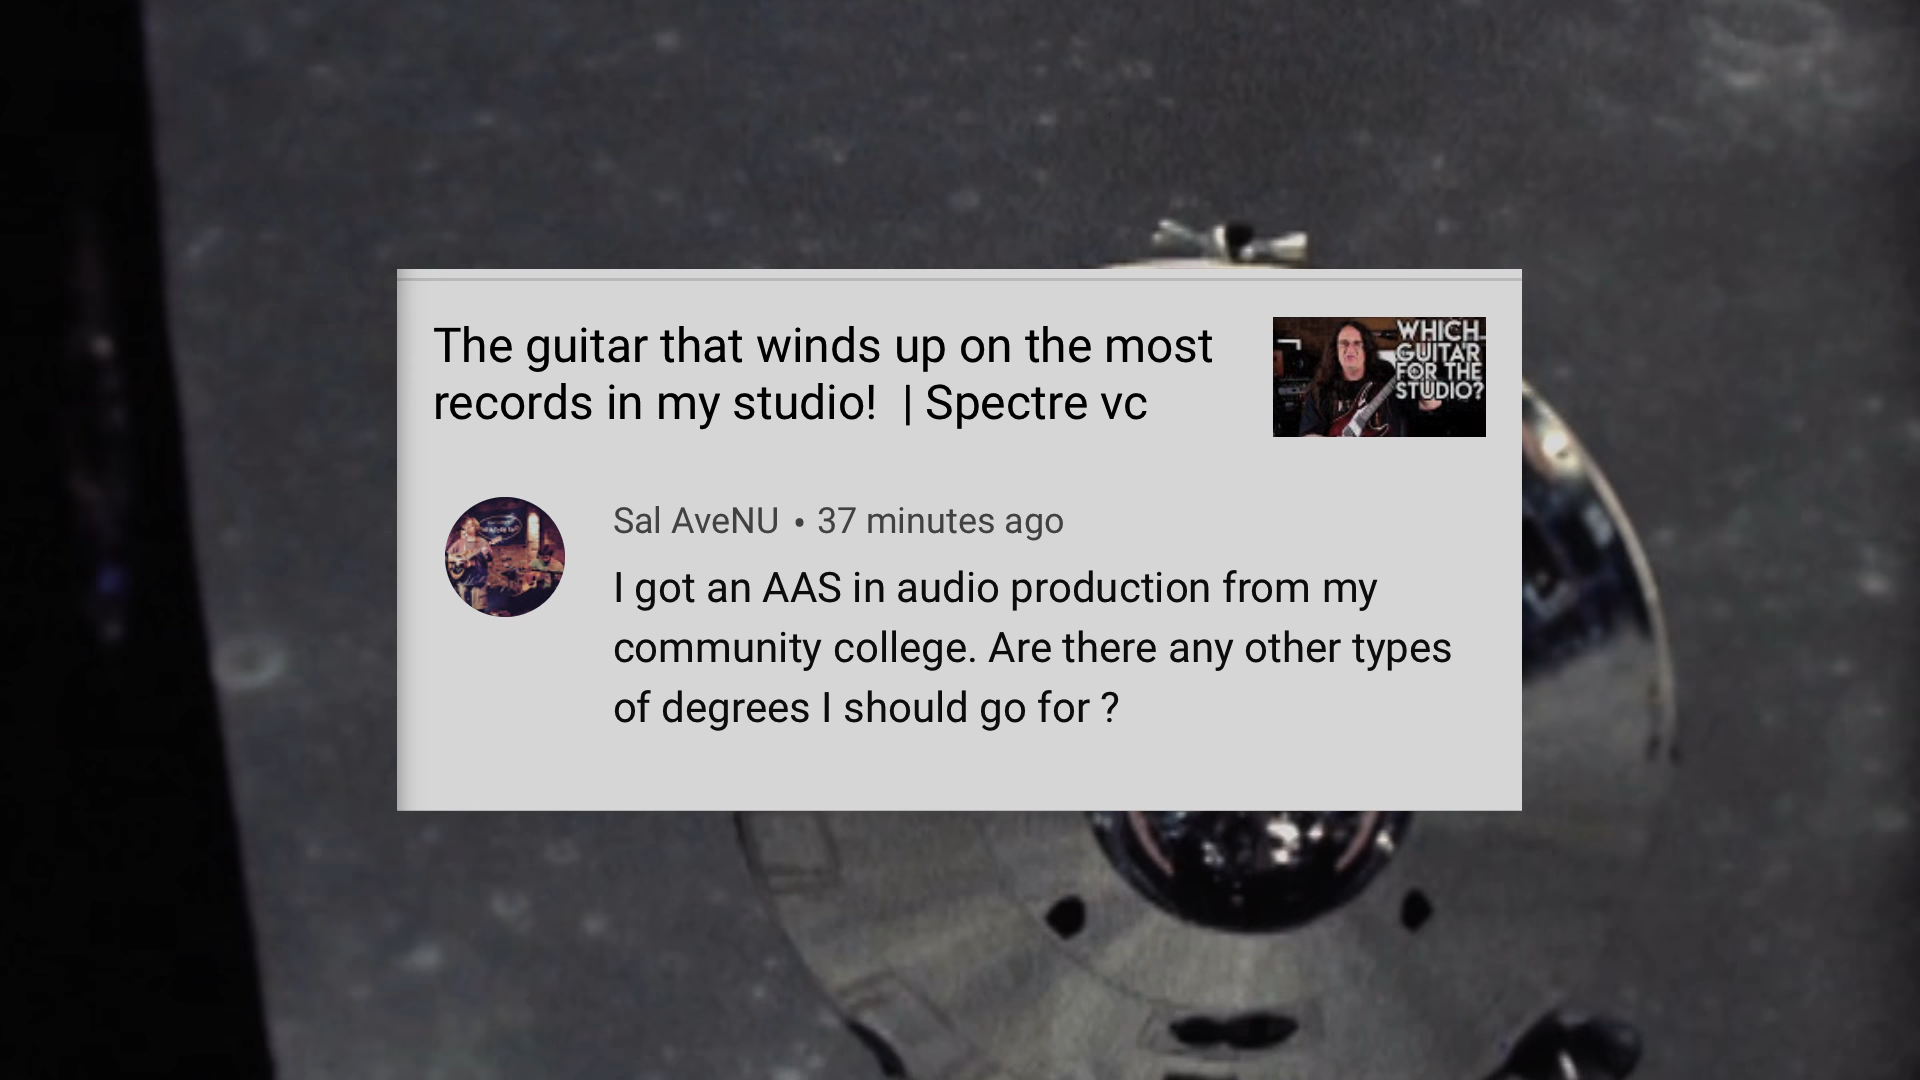 The guitar that winds up on the most
records in my studio!  | Spectre vc
WHICH
GUITAR
FOR THE
STUDIO?
Sal AveNU • 37 minutes ago
I got an AAS in audio production from my
community college. Are there any other types
of degrees I should go for ?